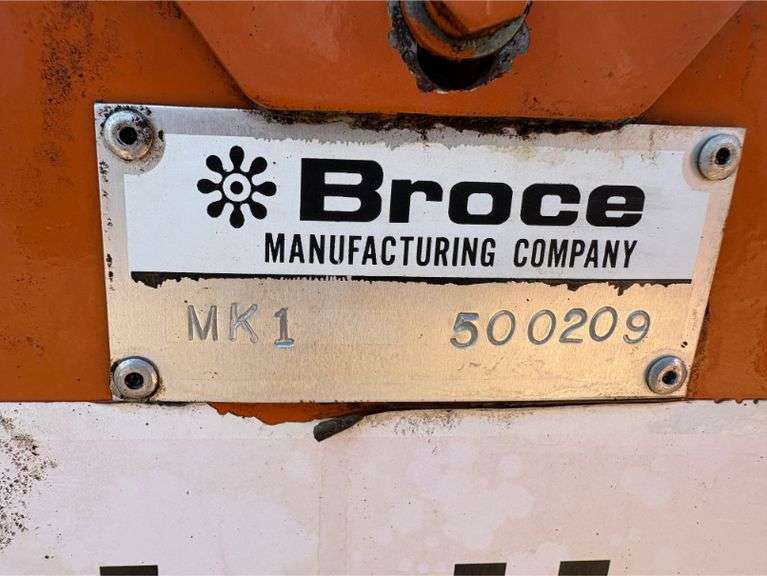 Broce
MANUFACTURING COMPANY
MK1 500209